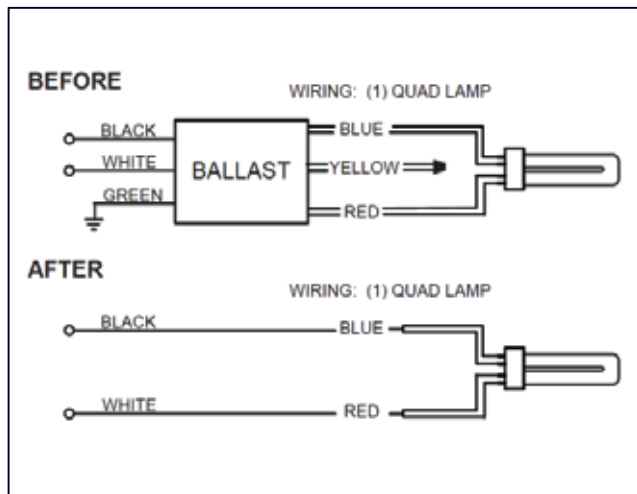 BEFORE
WIRING: (1) QUAD LAMP
BLACK
BLUE
WHITE
BALLAST
YELLOW
GREEN
RED
AFTER
WIRING: (1) QUAD LAMP
BLACK
BLUE
WHITE
RED